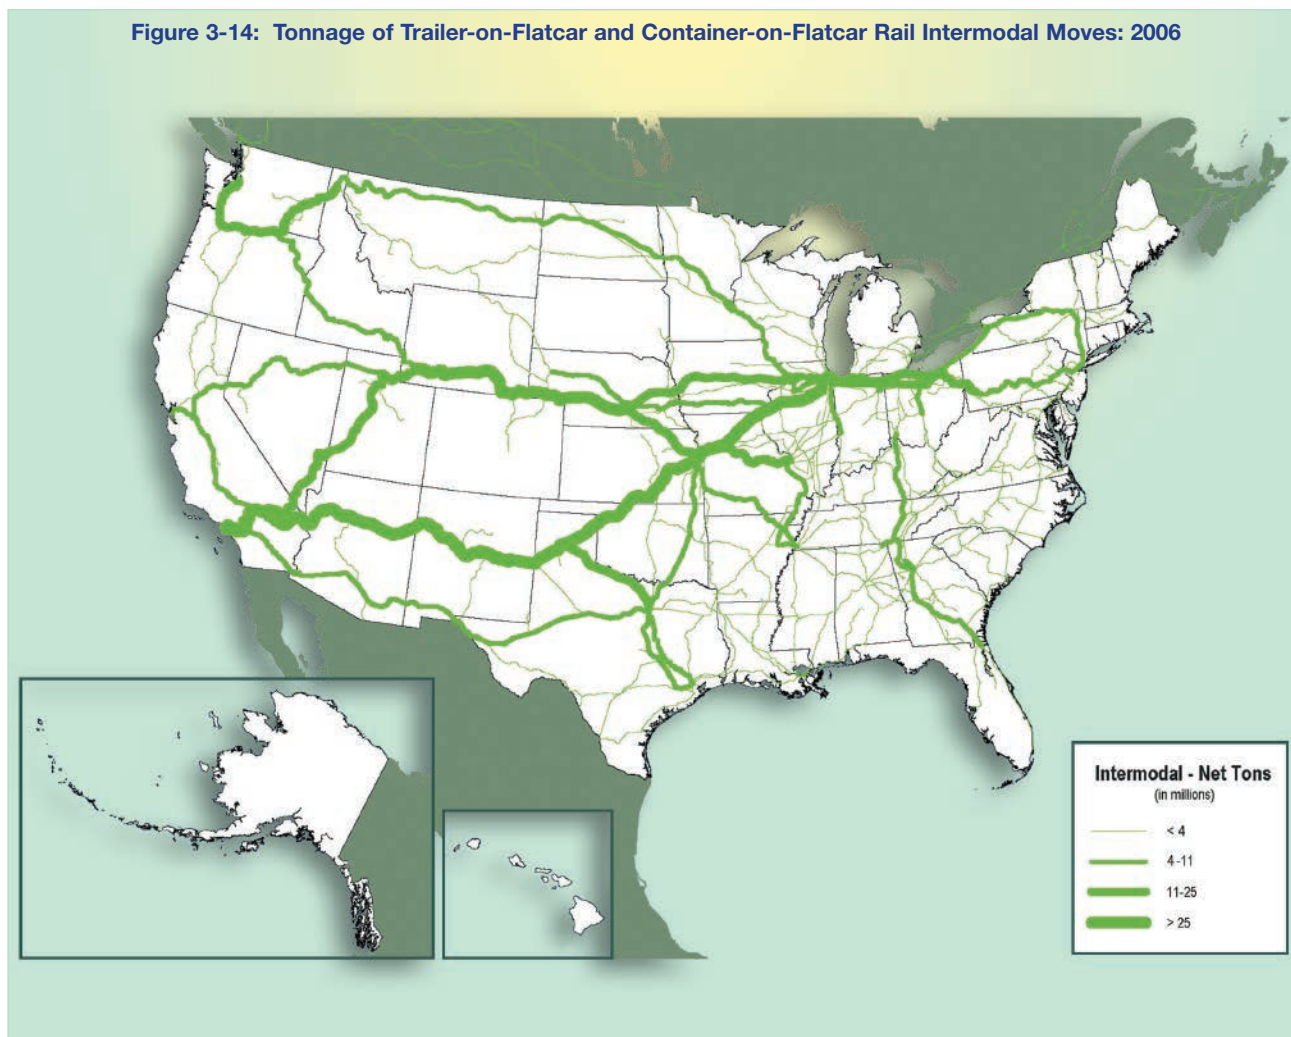 Figure 3-14: Tonnage of Trailer-on-Flatcar and Container-on-Flatcar Rail Intermodal Moves: 2006
Intermodal - Net Tons
(in millions)
< 4
4-11
11-25
> 25